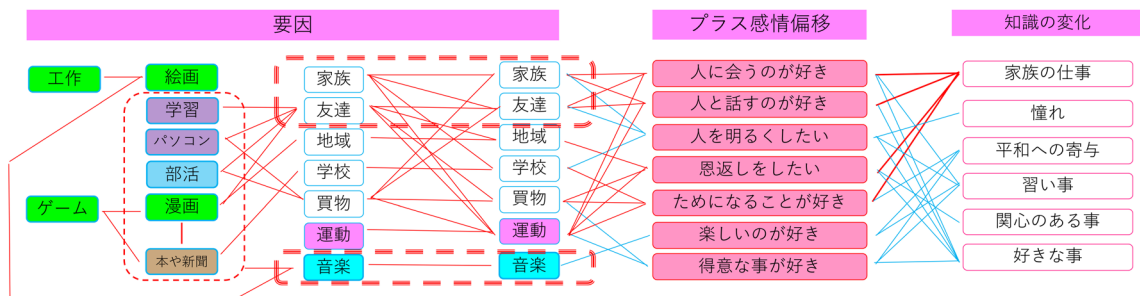 要因
プラス感情偏移
知識の変化
工作
ゲーム
絵画
学習
パソコン
部活
漫画
本や新聞
家族
友達
地域
学校
買物
運動
音楽
家族
友達
地域
学校
買物
運動
音楽
人に会うのが好き
人と話すのが好き
人を明るくしたい
恩返しをしたい
ためになることが好き
楽しいのが好き
得意な事が好き
家族の仕事
憧れ
平和への寄与
習い事
関心のある事
好きな事